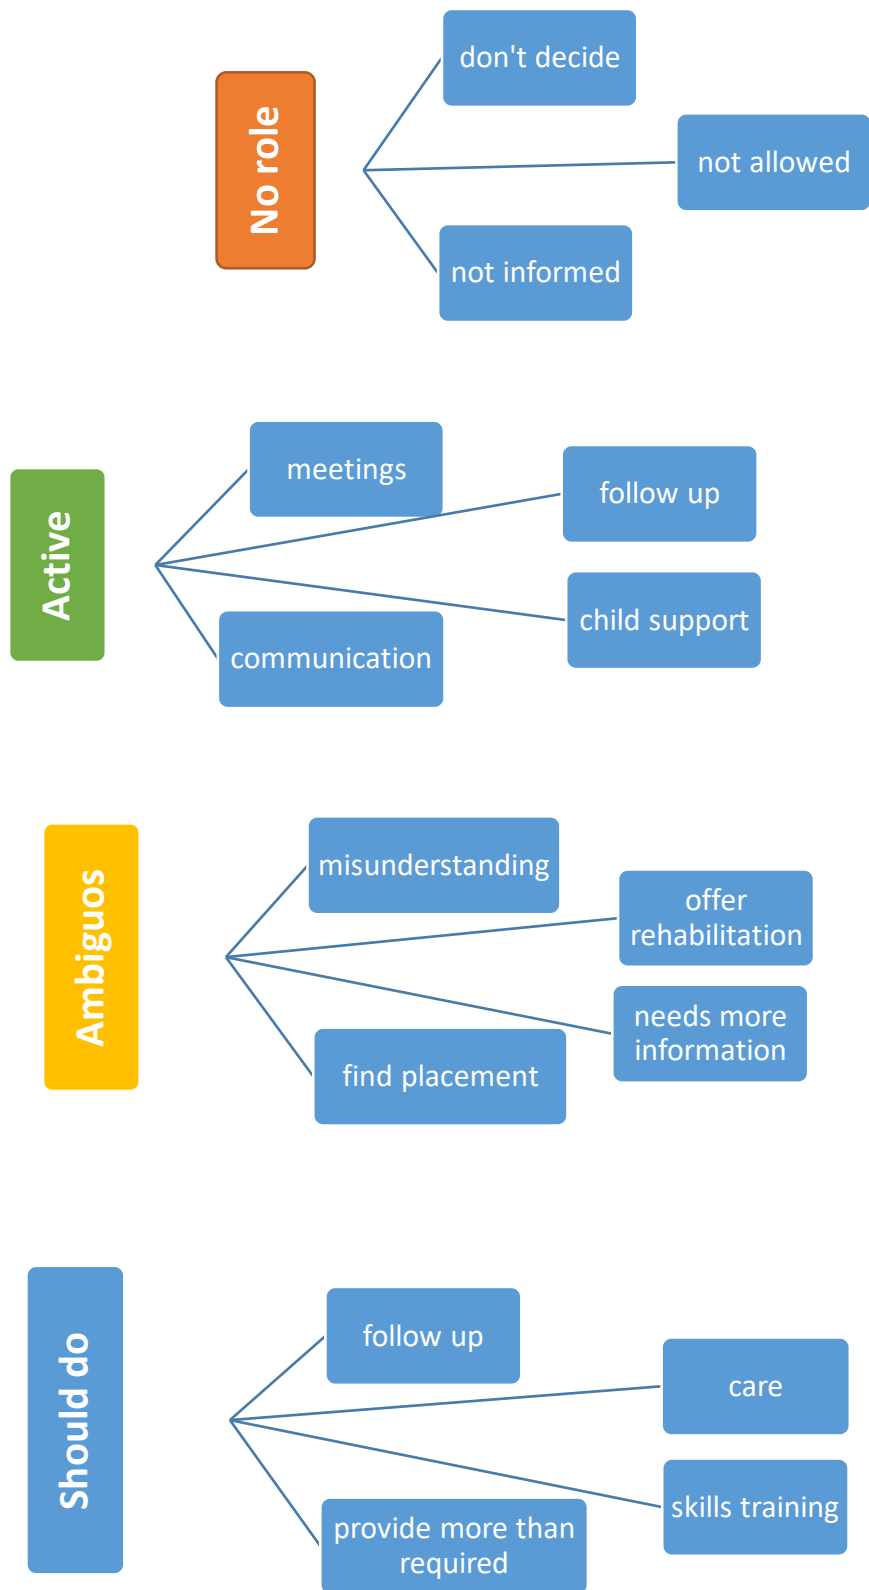 No role
don't decide
not allowed
not informed
Active
meetings
follow up
child support
communication
Ambiguos
misunderstanding
offer
rehabilitation
needs more
information
find placement
Should do
follow up
care
skills training
provide more than
required